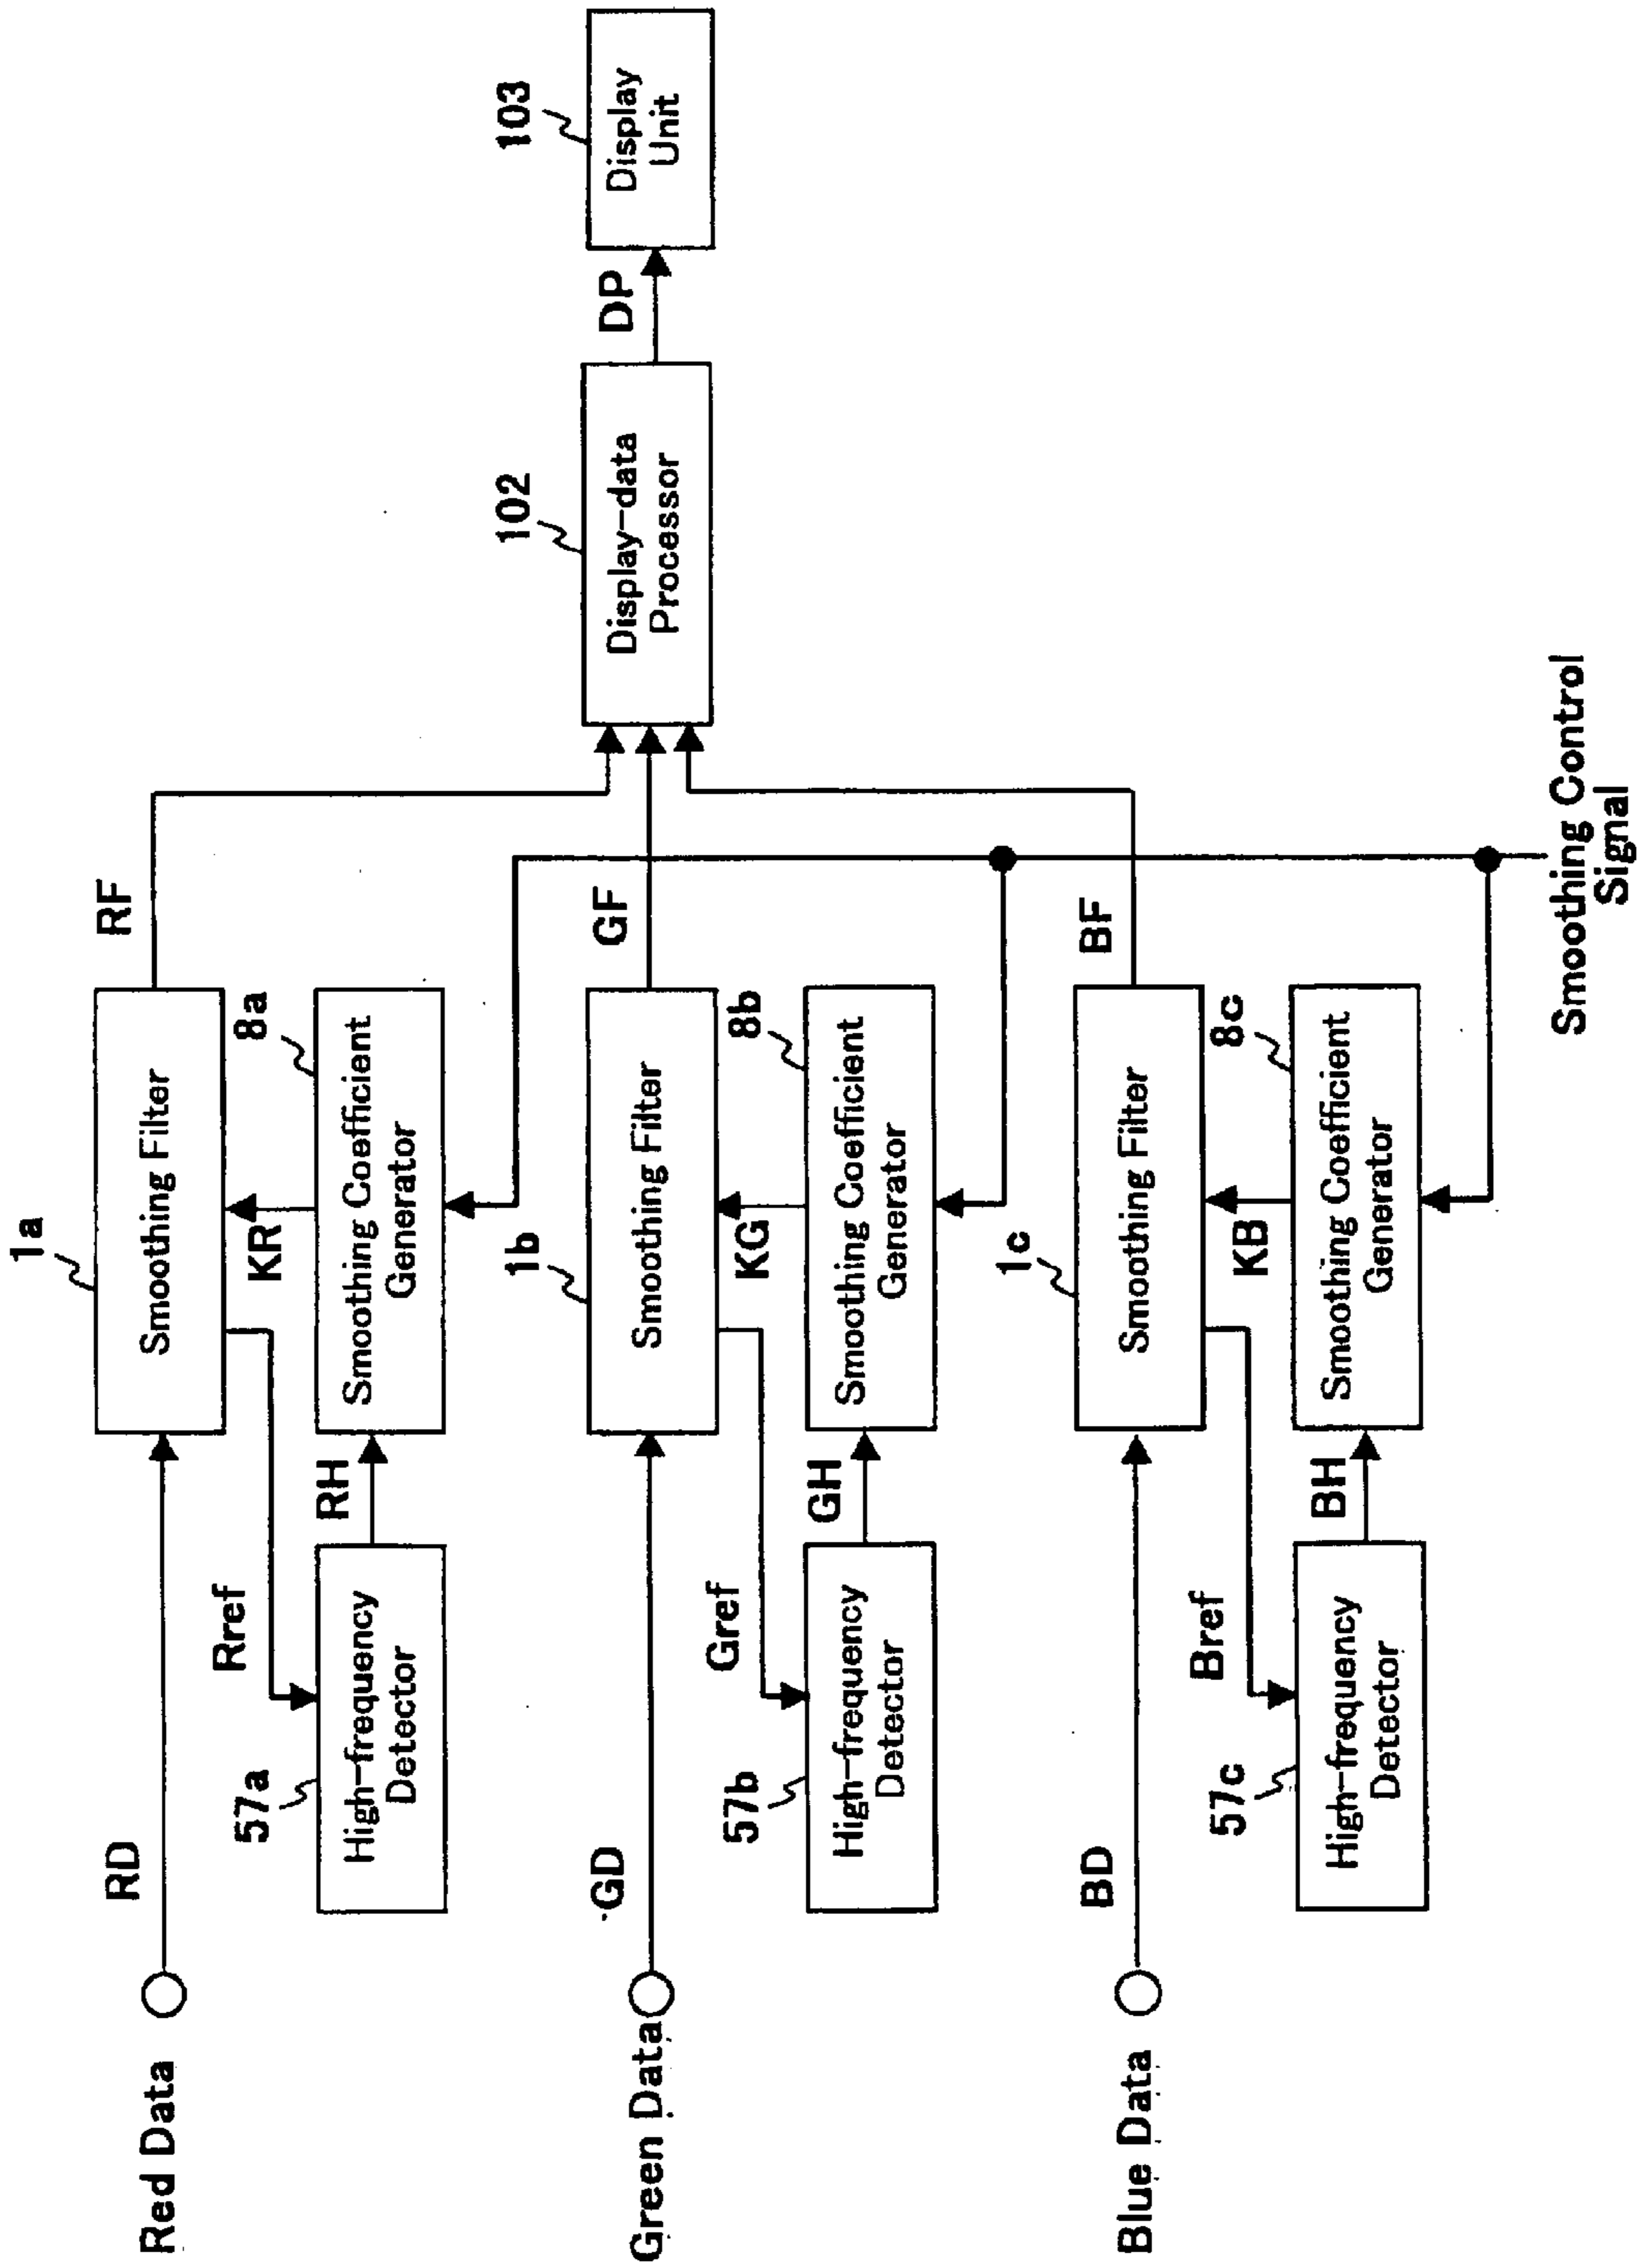 Red Data
RD
1a
Smoothing Filter
RF
Rref
KR
57a
High-frequency
Detector
RH
8a
Smoothing Coefficient
Generator
Green Data
GD
1b
Smoothing Filter
GF
Gref
KG
57b
High-frequency
Detector
GH
8b
Smoothing Coefficient
Generator
102
Display-data
Processor
DP
103
Display
Unit
Blue Data
BD
1c
Smoothing Filter
BF
Bref
KB
57c
High-frequency
Detector
BH
8c
Smoothing Coefficient
Generator
Smoothing Control
Signal